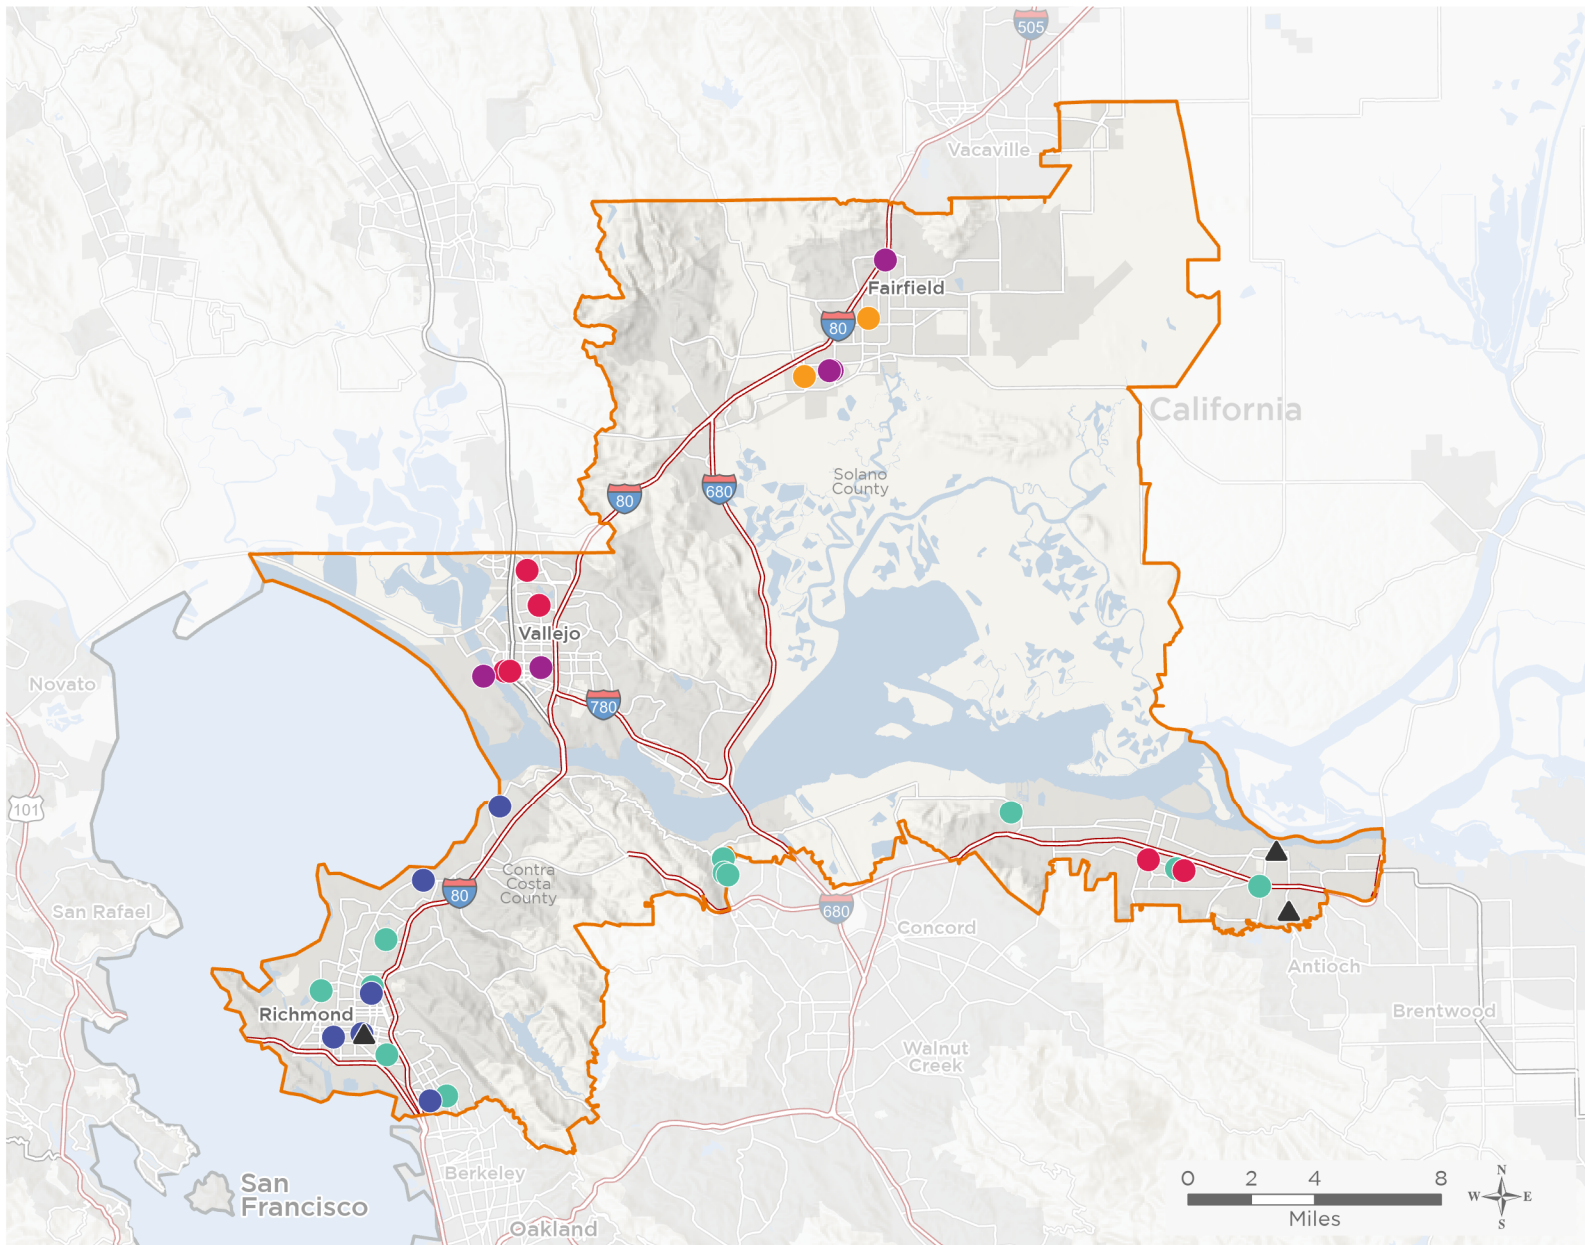 505
Vacaville
Fairfield
80
California
Solano
County
680
80
Vallejo
Novato
780
101
Contra
Costa
County
80
680
San Rafael
Concord
Antioch
Richmond
Brentwood
Walnut
Creek
Berkeley
San
Francisco
Oakland
0 2 4 8
Miles
N
W E
S